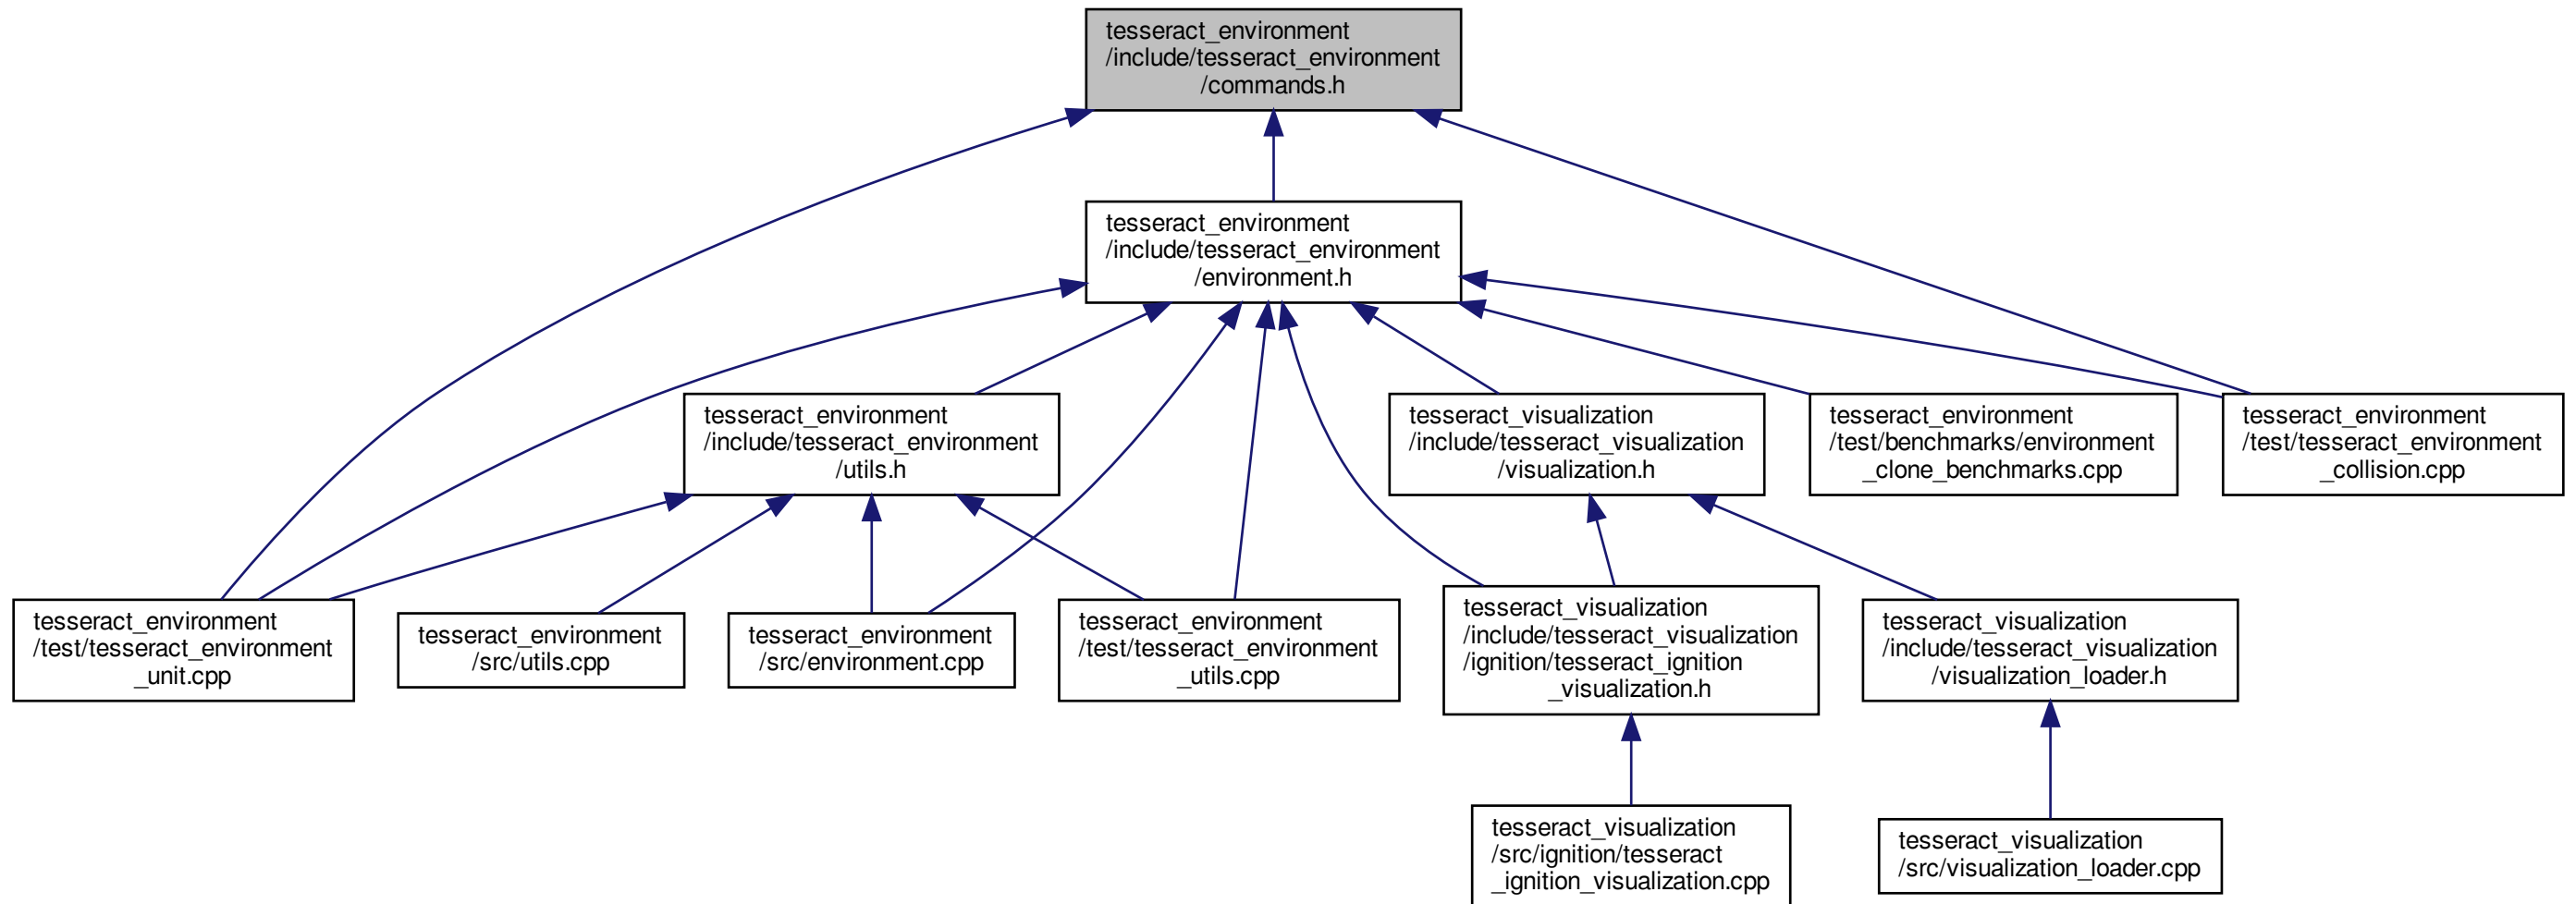 tesseract_environment
/include/tesseract_environment
/commands.h
tesseract_environment
/include/tesseract_environment
/environment.h
tesseract_environment
/include/tesseract_environment
/utils.h
tesseract_visualization
/include/tesseract_visualization
/visualization.h
tesseract_environment
/test/benchmarks/environment
_clone_benchmarks.cpp
tesseract_environment
/test/tesseract_environment
_collision.cpp
tesseract_environment
/test/tesseract_environment
_unit.cpp
tesseract_environment
/src/utils.cpp
tesseract_environment
/src/environment.cpp
tesseract_environment
/test/tesseract_environment
_utils.cpp
tesseract_visualization
/include/tesseract_visualization
/ignition/tesseract_ignition
_visualization.h
tesseract_visualization
/include/tesseract_visualization
/visualization_loader.h
tesseract_visualization
/src/ignition/tesseract
_ignition_visualization.cpp
tesseract_visualization
/src/visualization_loader.cpp